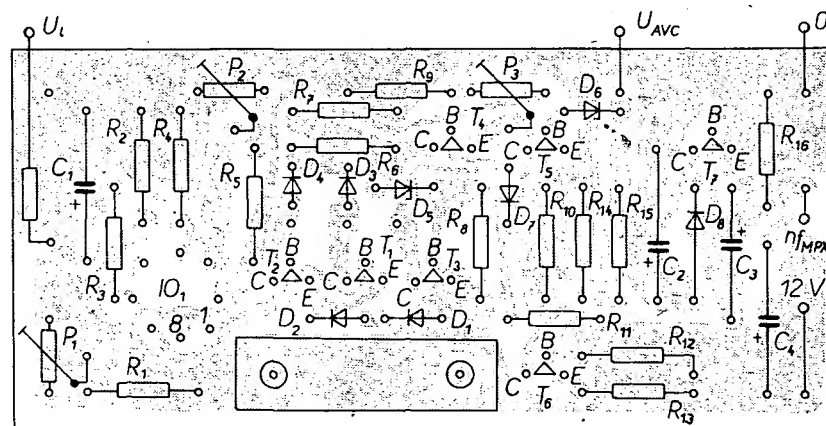 U_L U_AVC 0
P_2 R_9 P_3 D_6
R_7 B T_4 B B
R_2 R_4 C E C E C E R_16
C_1 R_5 D_4 D_3 R_6 T_5 T_7
D_5 R_8 D_7 R_10 R_14 R_15 D_8
R_3 T_2 B T_1 B T_3 B C_2 C_3 nf_MPX
IO_1 C E C E C E 12 V
8 1
P_1 D_2 D_1 R_11 C_4
R_1 B R_12
C E
T_6 R_13